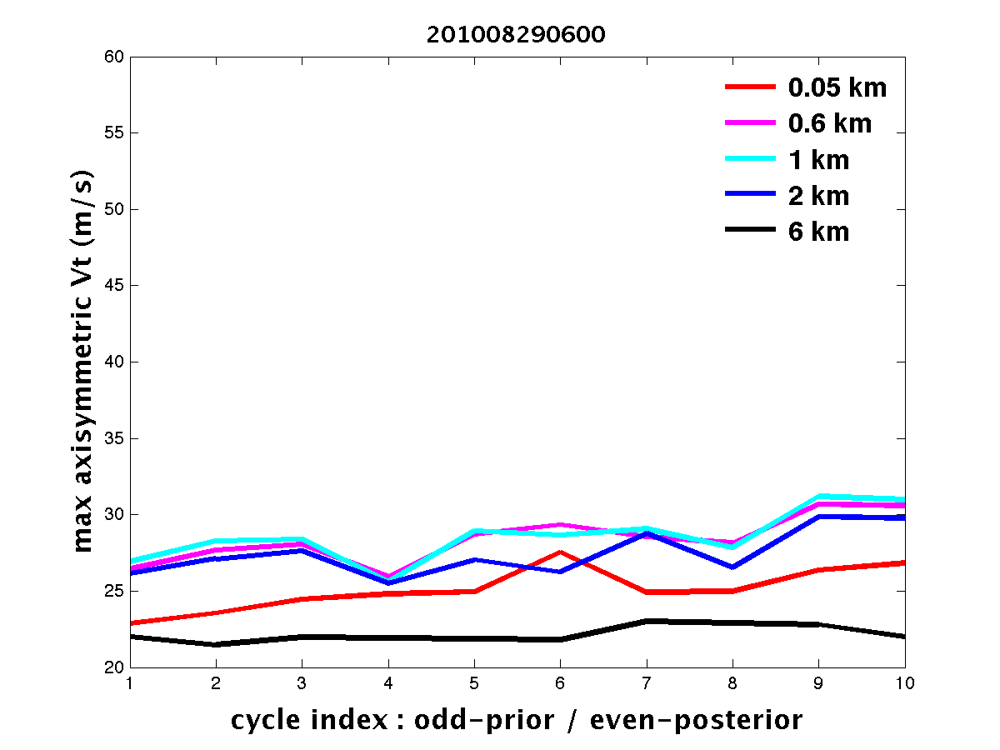 201008290600
60
55
50
45
40
35
30
25
20
max axisymmetric Vt (m/s)
0.05 km
0.6 km
1 km
2 km
6 km
1 2 3 4 5 6 7 8 9 10
cycle index : odd-prior / even-posterior